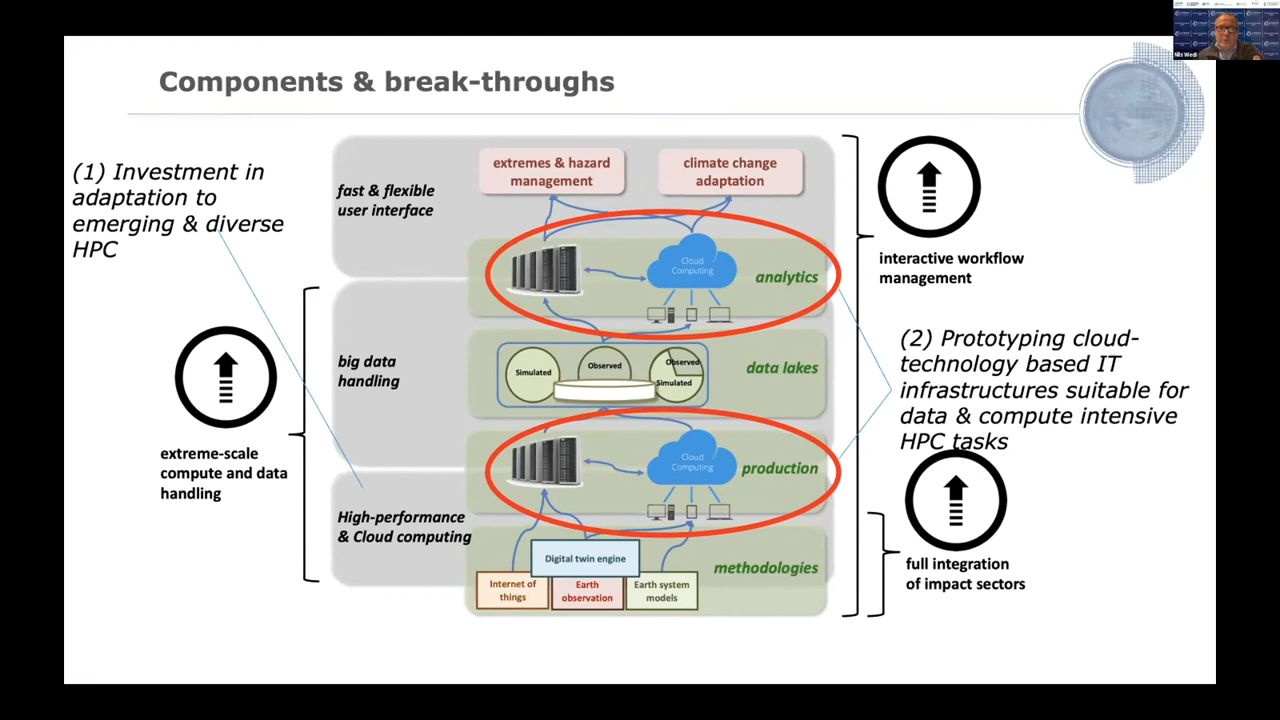 Components & break-throughs
(1) Investment in
adaptation to
emerging & diverse
HPC
extreme-scale
compute and data
handling
fast & flexible
user interface
big data
handling
High-performance
& Cloud computing
extremes & hazard
management
climate change
adaptation
Cloud
Computing
analytics
Simulated
Observed
Observed
Simulated
data lakes
Cloud
Computing
production
Digital twin engine
methodologies
Internet of
things
Earth
observation
Earth system
models
interactive workflow
management
(2) Prototyping cloud-
technology based IT
infrastructures suitable for
data & compute intensive
HPC tasks
full integration
of impact sectors
Nils Wedi